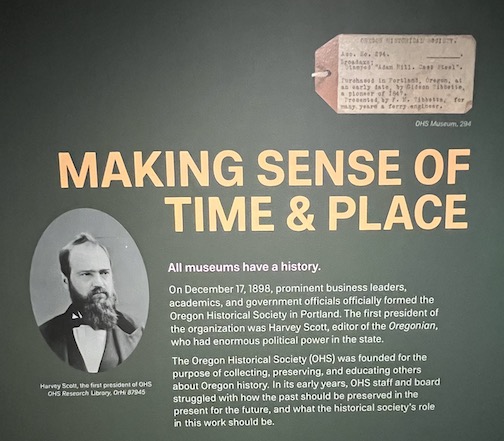 OREGON HISTORICAL SOCIETY.
Acc. No. 294.
Broadaxe;
Stamped "Adam Hill. Cast Steel".
Purchased in Portland, Oregon, at
an early date, by Gideon Tibbetts,
a pioneer of
Presented by Tibbetts, for
many years a ferry engineer.
OHS Museum, 294
MAKING SENSE OF
TIME & PLACE
All museums have a history.
On December 17, 1898, prominent business leaders,
academics, and government officials officially formed the
Oregon Historical Society in Portland. The first president of
the organization was Harvey Scott, editor of the Oregonian,
who had enormous political power in the state.
The Oregon Historical Society (OHS) was founded for the
purpose of collecting, preserving, and educating others
about Oregon history. In its early years, OHS staff and board
struggled with how the past should be preserved in the
present for the future, and what the historical society's role
in this work should be.
Harvey Scott, the first president of OHS
OHS Research Library, OrHi 87945